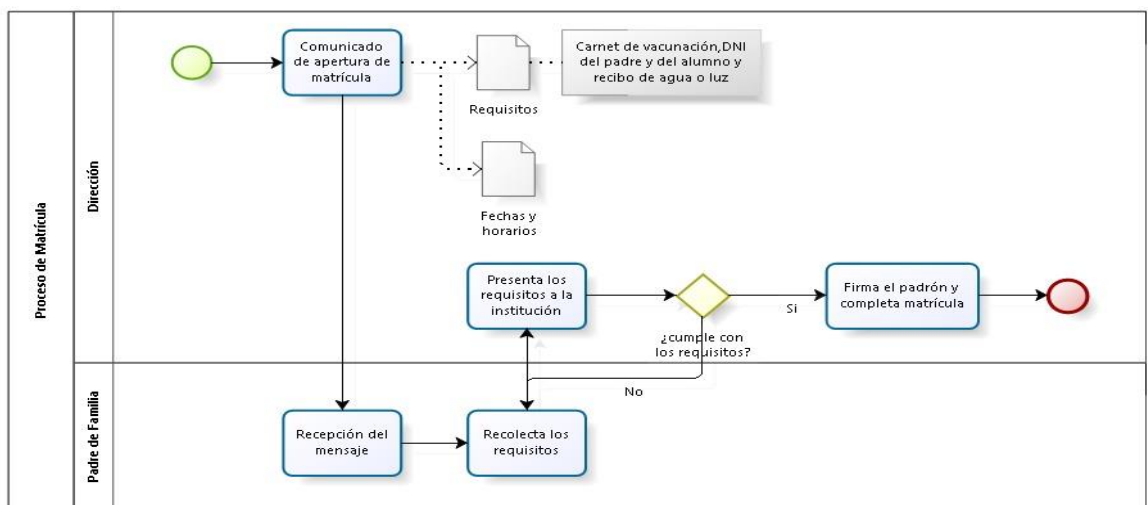 Proceso de Matrícula
Dirección
Comunicado
de apertura de
matrícula
Requisitos
Carnet de vacunación,DNI
del padre y del alumno y
recibo de agua o luz
Fechas y
horarios
Presenta los
requisitos a la
institución
¿cumple con
los requisitos?
Si
Firma el padrón y
completa matrícula
No
Padre de Familia
Recepción del
mensaje
Recolecta los
requisitos